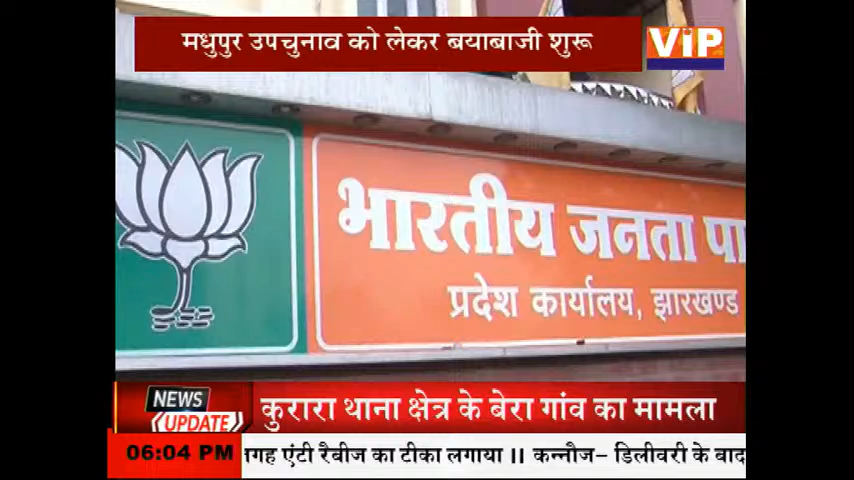 मधुपुर उपचुनाव को लेकर बयाबाजी शुरू
VIP
भारतीय जनता पा
प्रदेश कार्यालय, झारखण्ड
NEWS
UPDATE
कुरारा थाना क्षेत्र के बेरा गांव का मामला
06:04 PM
गह एंटी रैबीज का टीका लगाया || कन्नौज- डिलीवरी के बाद